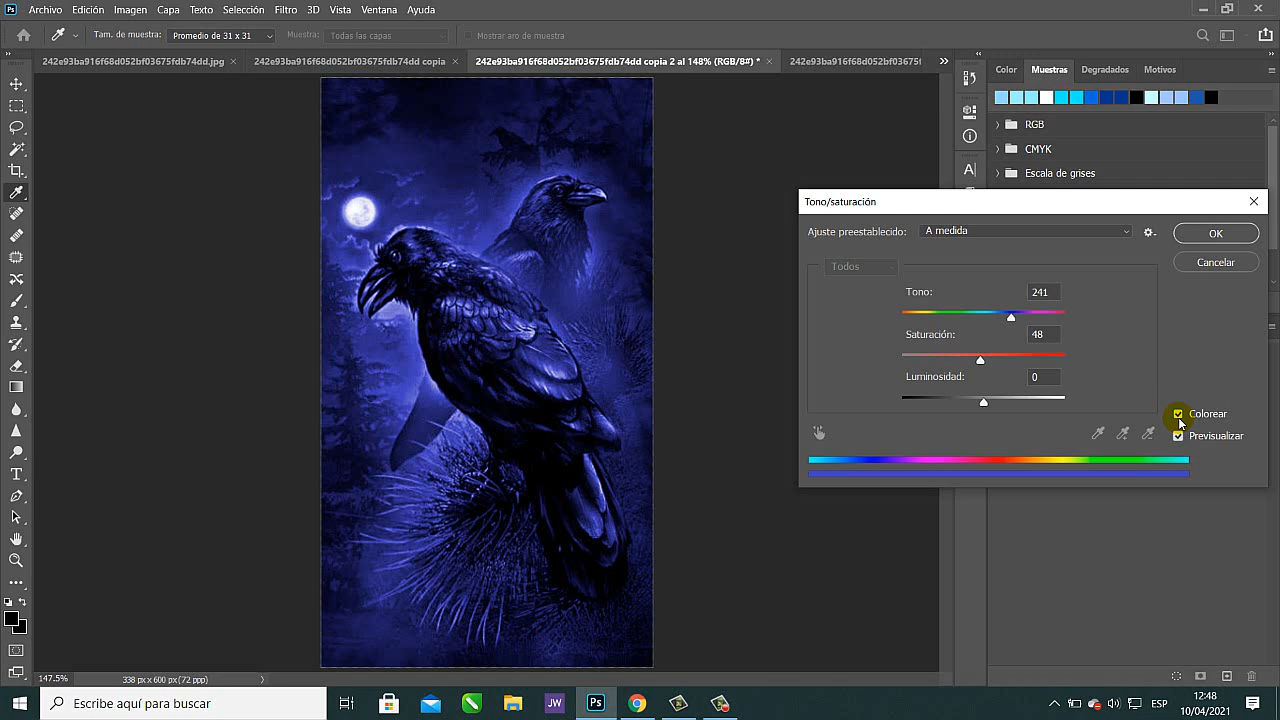 Ps Archivo Edición Imagen Capa Texto Selección Filtro 3D Vista Ventana Ayuda
Tam. de muestra: Promedio de 31 x 31 Muestra: Todas las capas Mostrar aro de muestra
242e93ba916f68d052bf03675fdb74dd.jpg 242e93ba916f68d052bf03675fdb74dd copia 242e93ba916f68d052bf03675fdb74dd copia 2 al 148% (RGB/8#) * 242e93ba916f68d052bf03675f
Color Muestras Degradados Motivos
RGB
CMYK
Escala de grises
Tono/saturación
Ajuste preestablecido: A medida
OK
Todos
Cancelar
Tono: 241
Saturación: 48
Luminosidad: 0
Colorear
Previsualizar
147.5% 338 px x 600 px (72 ppp)
Escribe aquí para buscar
JW
Ps
ESP
12:48
10/04/2021